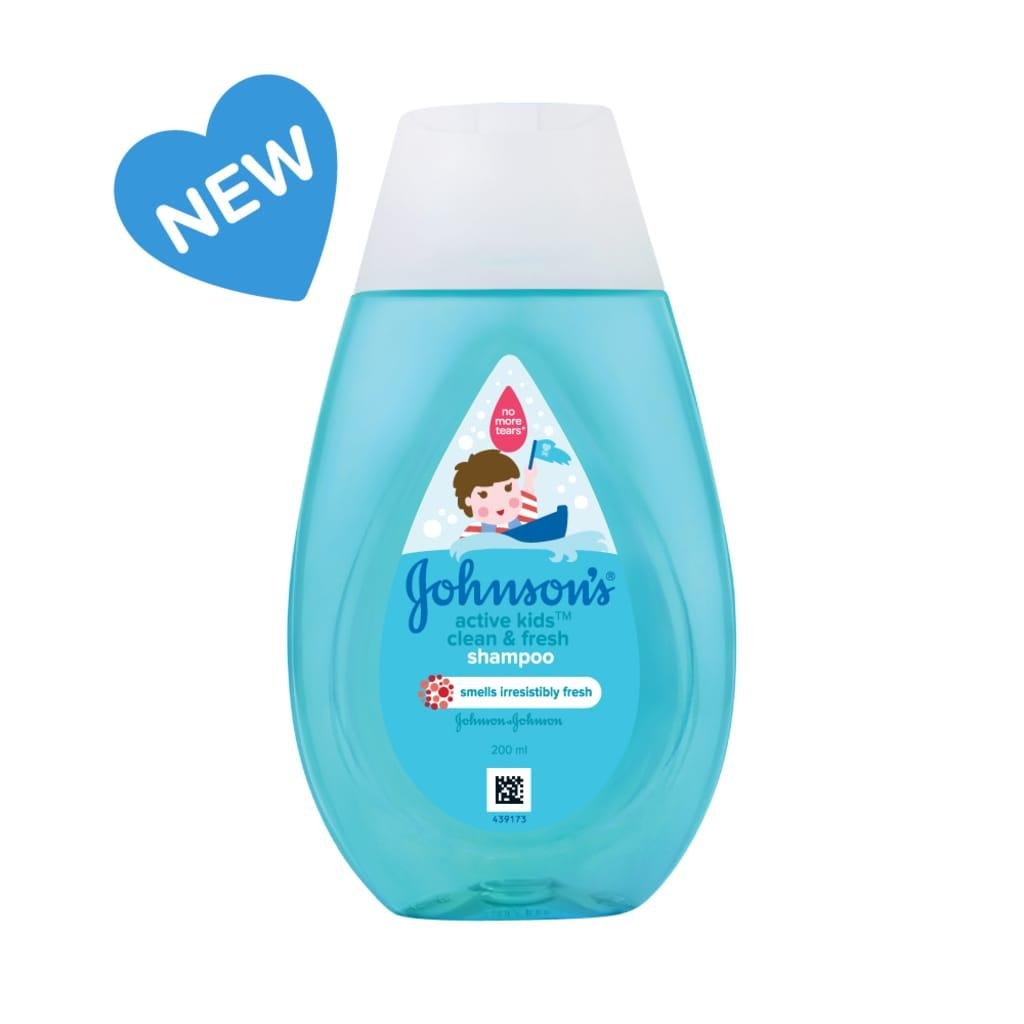 NEW
no
more
tears*
Johnson's®
active kids™
clean & fresh
shampoo
smells irresistibly fresh
Johnson & Johnson
200 ml
439173